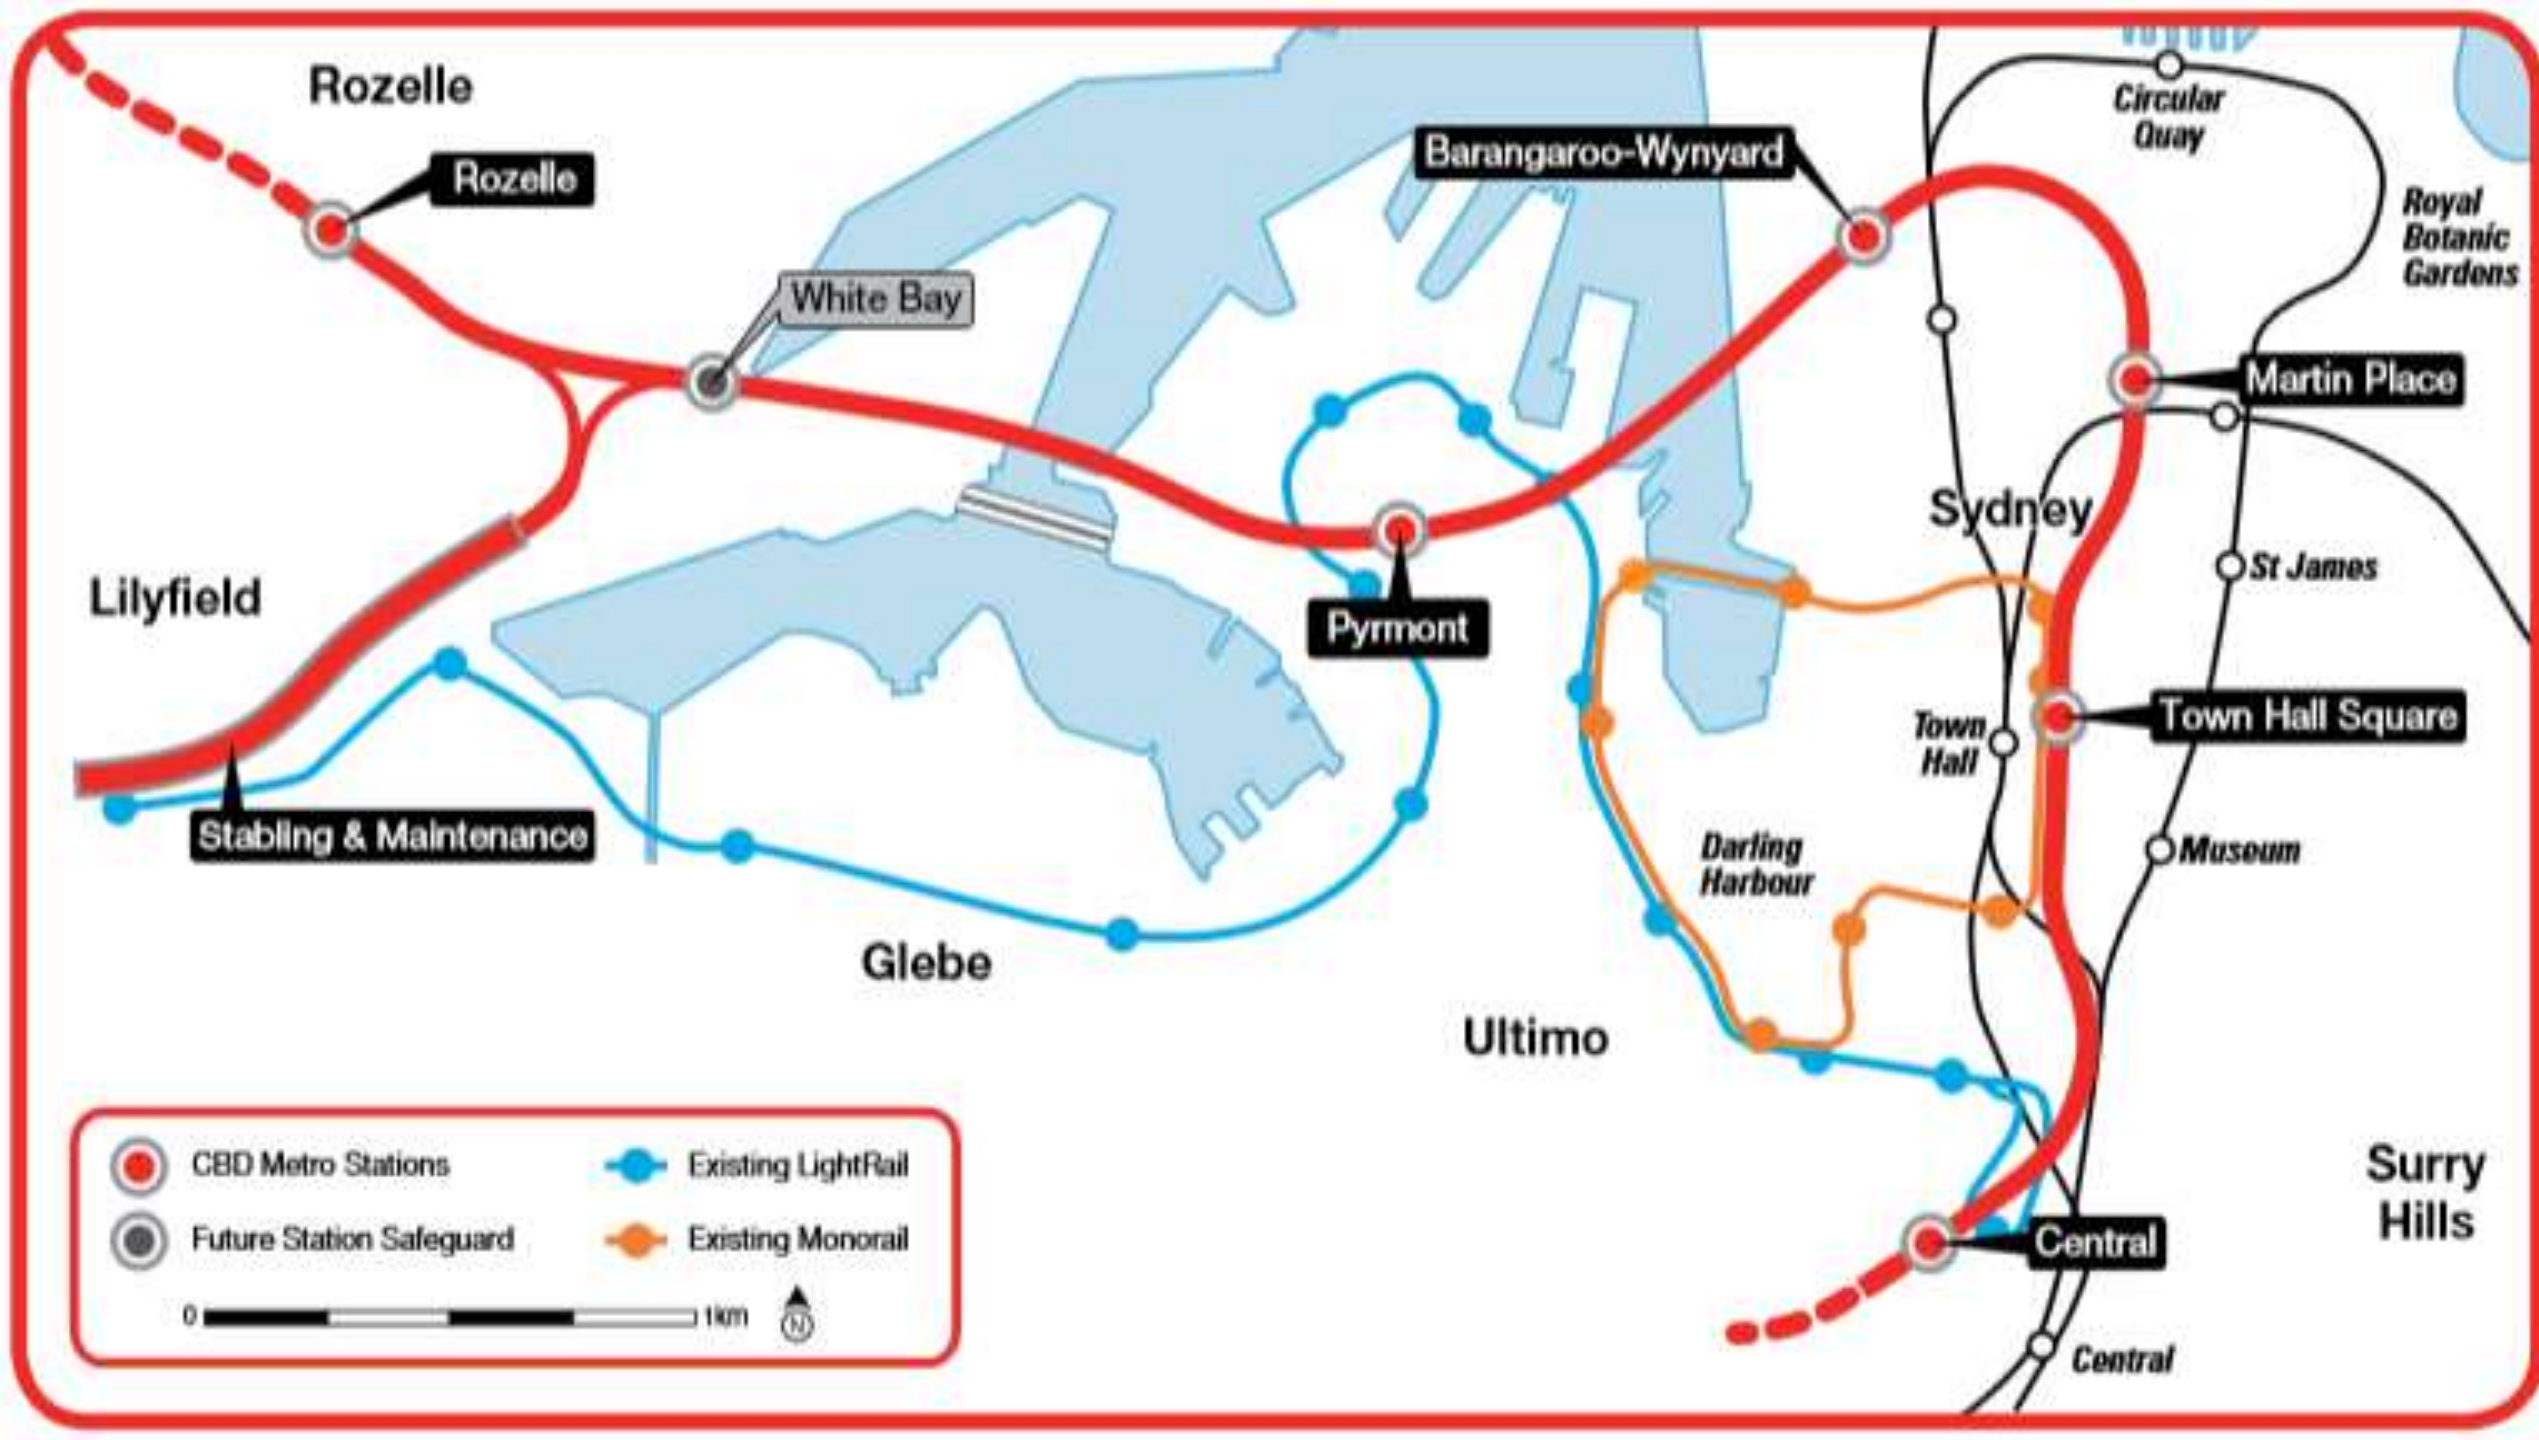 Rozelle
Rozelle
White Bay
Barangaroo-Wynyard
Circular
Quay
Royal
Botanic
Gardens
Martin Place
Sydney
St James
Lilyfield
Pyrmont
Town
Hall
Town Hall Square
Stabling & Maintenance
Darling
Harbour
Museum
Glebe
Ultimo
Surry
Hills
Central
Central
CBD Metro Stations
Existing LightRail
Future Station Safeguard
Existing Monorail
0
1km
N